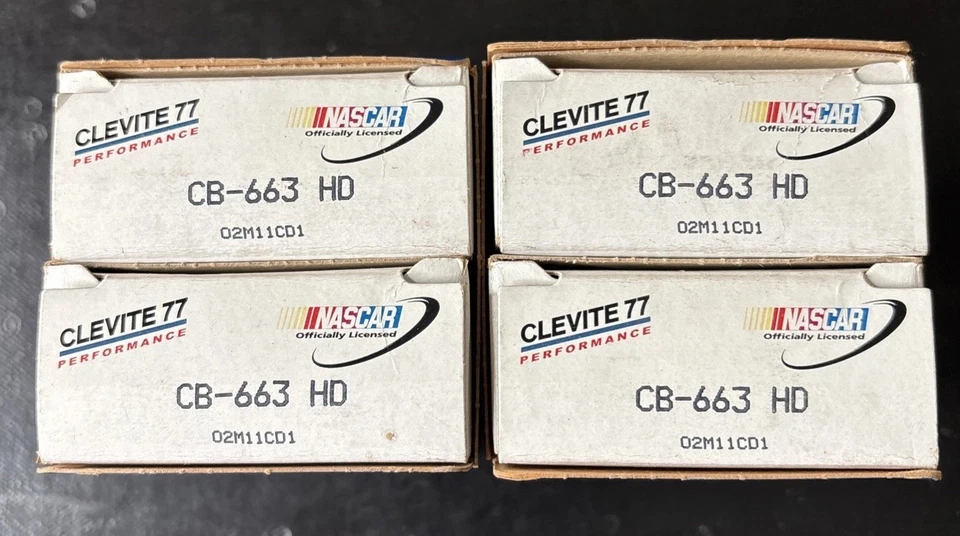 CLEVITE 77
PERFORMANCE
NASCAR
Officially Licensed
CB-663 HD
02M11CD1
CLEVITE 77
PERFORMANCE
NASCAR
Officially Licensed
CB-663 HD
02M11CD1
CLEVITE 77
PERFORMANCE
NASCAR
Officially Licensed
CB-663 HD
02M11CD1
CLEVITE 77
PERFORMANCE
NASCAR
Officially Licensed
CB-663 HD
02M11CD1